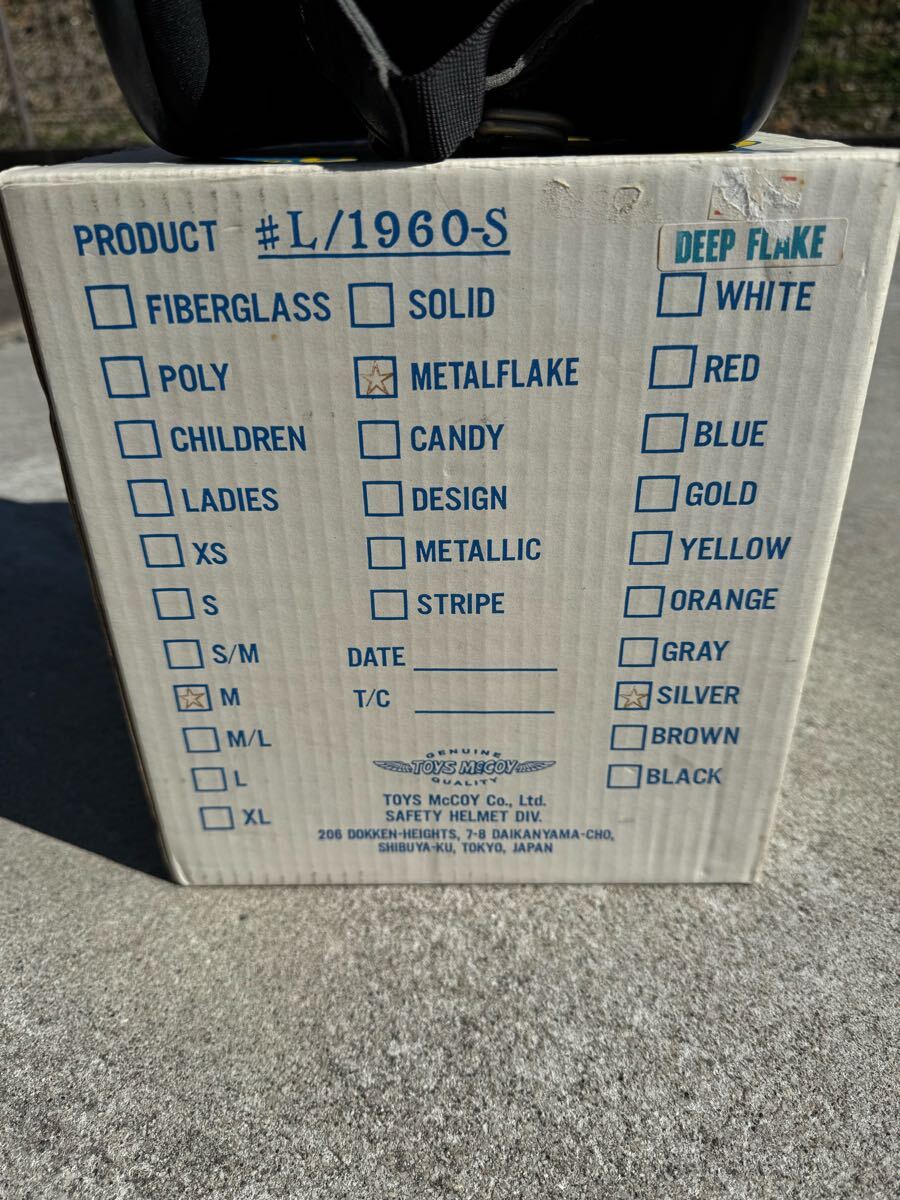 PRODUCT #L/1960-S
DEEP FLAKE
FIBERGLASS
POLY
CHILDREN
LADIES
XS
S
S/M
M
M/L
L
XL
SOLID
METALFLAKE
CANDY
DESIGN
METALLIC
STRIPE
DATE
T/C
WHITE
RED
BLUE
GOLD
YELLOW
ORANGE
GRAY
SILVER
BROWN
BLACK
GENUINE
TOYS McCOY
QUALITY
TOYS McCOY Co., Ltd.
SAFETY HELMET DIV.
206 DOKKEN-HEIGHTS, 7-8 DAIKANYAMA-CHO,
SHIBUYA-KU, TOKYO, JAPAN